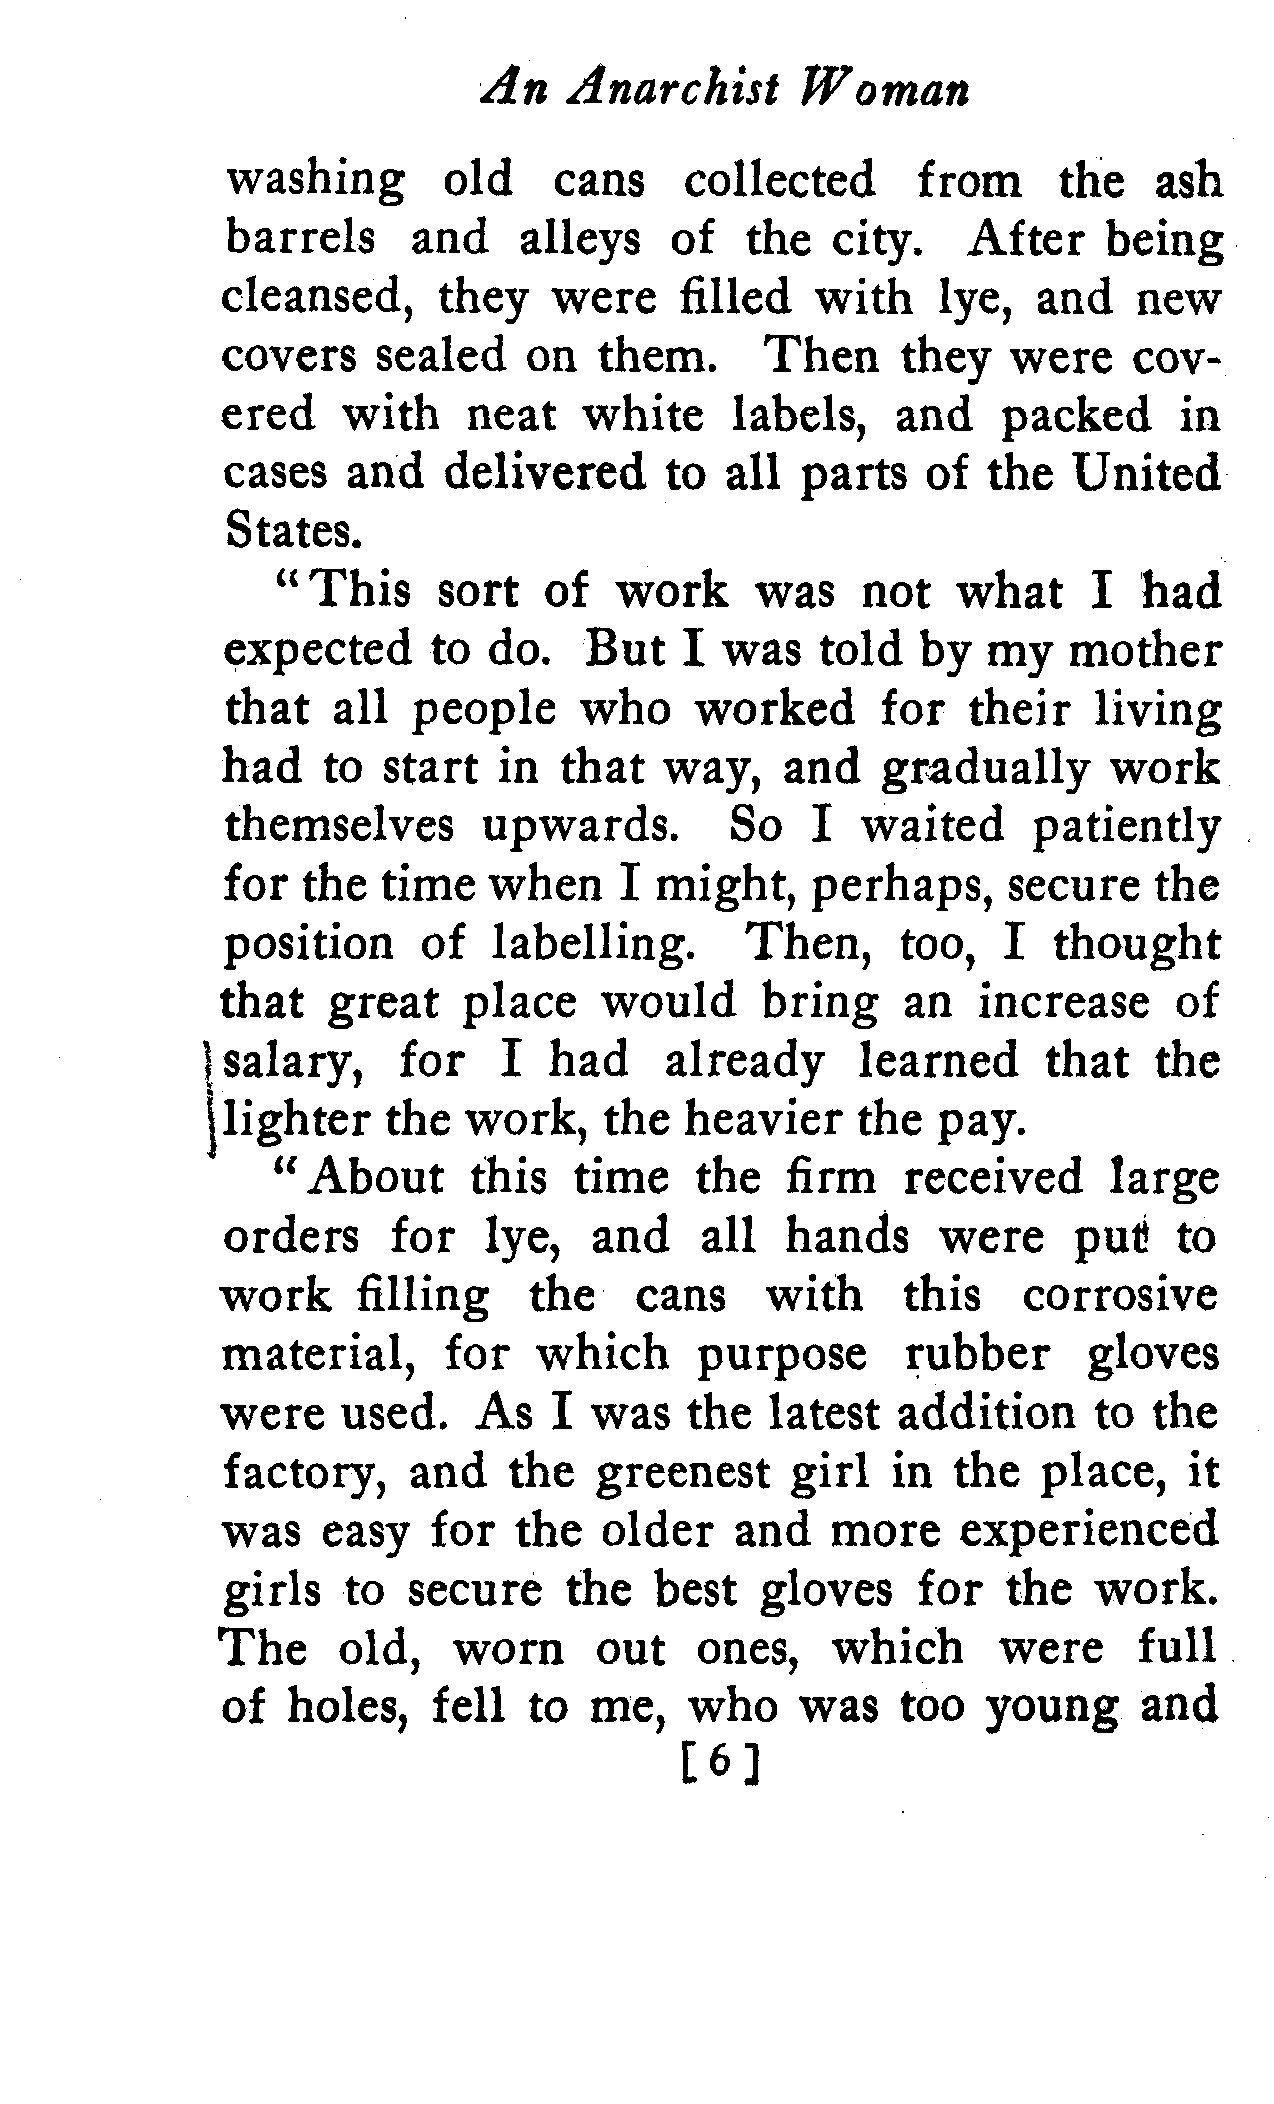 An Anarchist Woman
washing old cans collected from the ash
barrels and alleys of the city. After being
cleansed, they were filled with lye, and new
covers sealed on them. Then they were cov-
ered with neat white labels, and packed in
cases and delivered to all parts of the United
States.
“This sort of work was not what I had
expected to do. But I was told by my mother
that all people who worked for their living
had to start in that way, and gradually work
themselves upwards. So I waited patiently
for the time when I might, perhaps, secure the
position of labelling. Then, too, I thought
that great place would bring an increase of
salary, for I had already learned that the
lighter the work, the heavier the pay.
“About this time the firm received large
orders for lye, and all hands were put to
work filling the cans with this corrosive
material, for which purpose rubber gloves
were used. As I was the latest addition to the
factory, and the greenest girl in the place, it
was easy for the older and more experienced
girls to secure the best gloves for the work.
The old, worn out ones, which were full
of holes, fell to me, who was too young and
[6]